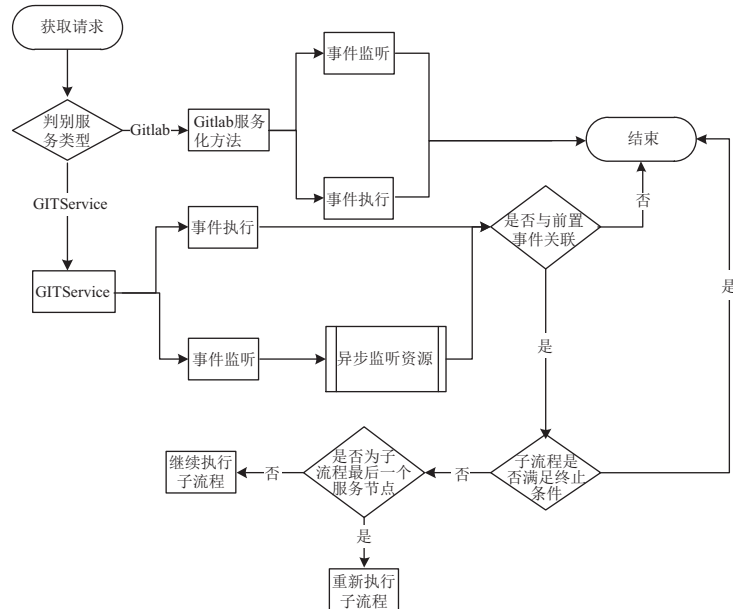 获取请求
判别服
务类型
Gitlab
Gitlab服务
化方法
事件监听
事件执行
结束
GITService
GITService
事件执行
事件监听
异步监听资源
是否与前置
事件关联
否
是
是
子流程是
否满足终止
条件
否
是否为子
流程最后一个
服务节点
否
继续执行
子流程
是
重新执行
子流程